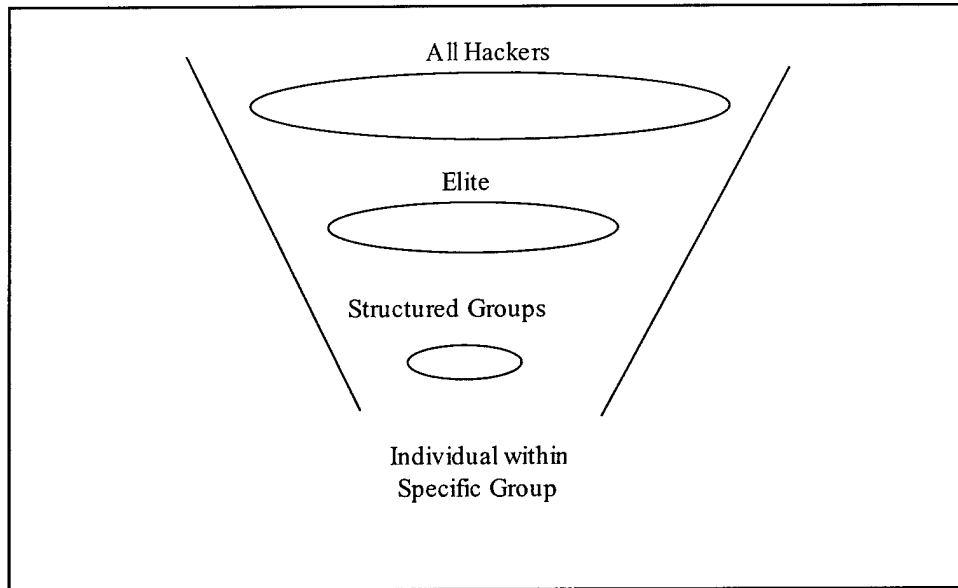 All Hackers
Elite
Structured Groups
Individual within
Specific Group